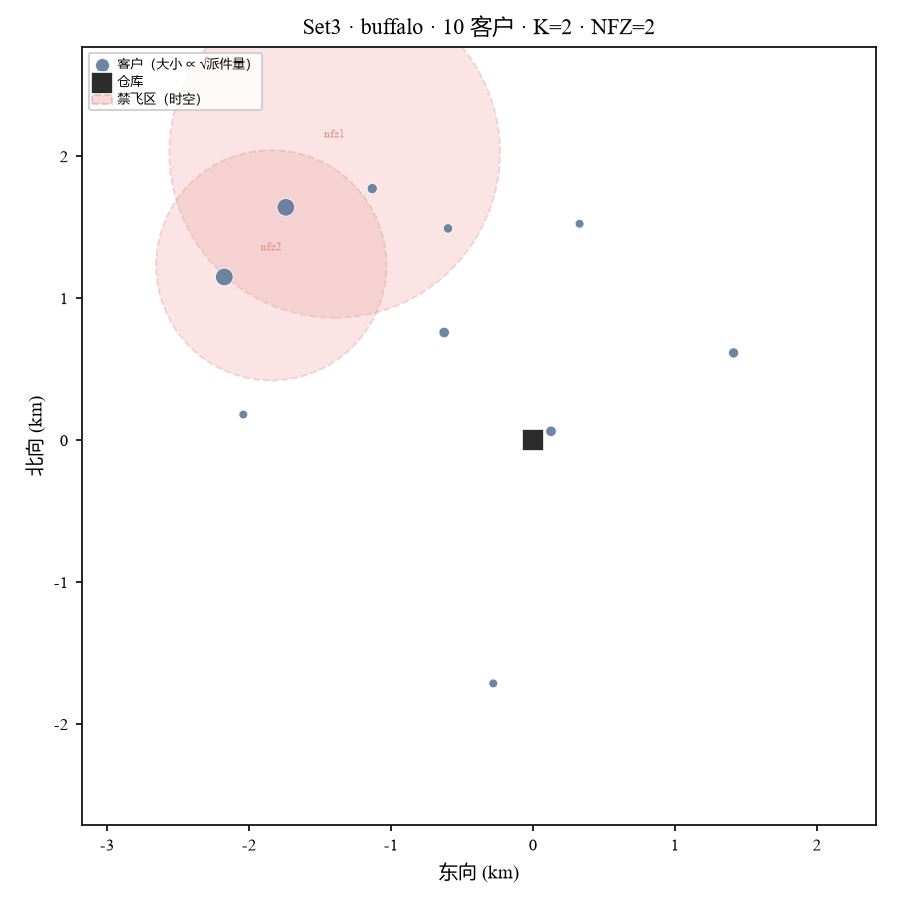 Set3 · buffalo · 10 客户 · K=2 · NFZ=2
客户（大小 ∝ √派件量）
仓库
禁飞区（时空）
nfz1
nfz2
2
1
0
-1
-2
北向 (km)
-3 -2 -1 0 1 2
东向 (km)